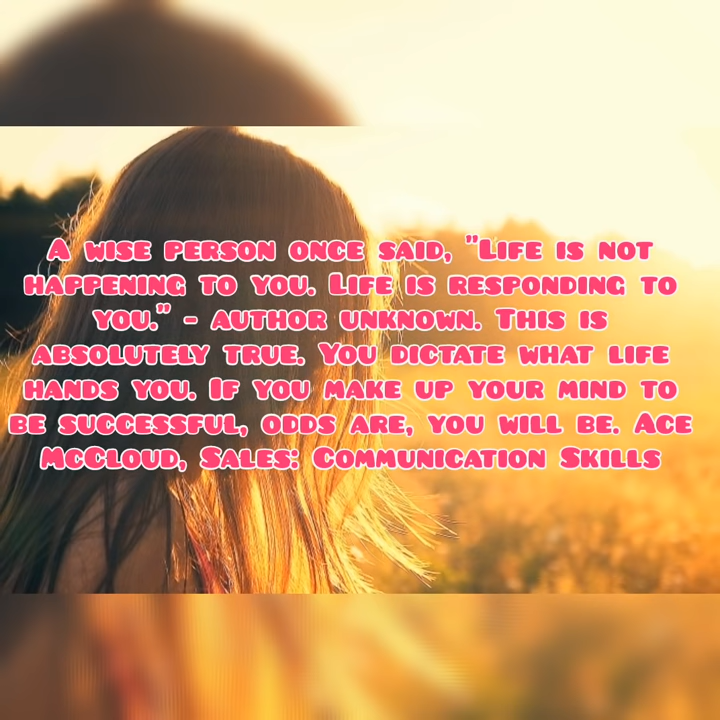 A wise person once said, "Life is not
happening to you. Life is responding to
you." - author unknown. This is
absolutely true. You dictate what life
hands you. If you make up your mind to
be successful, odds are, you will be. Ace
McCloud, Sales: Communication Skills